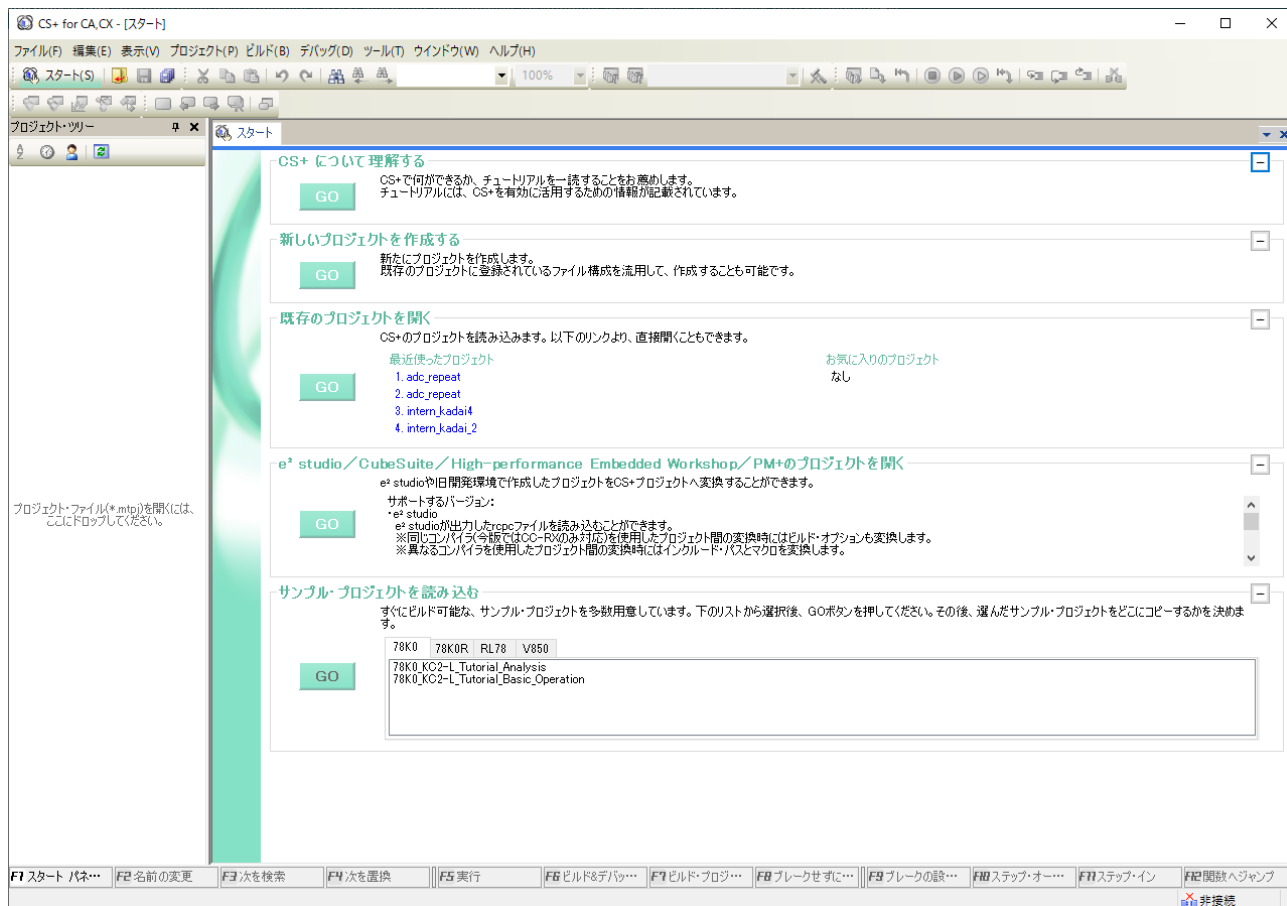 CS+ for CA,CX - [スタート]
ファイル(F) 編集(E) 表示(V) プロジェクト(P) ビルド(B) デバッグ(D) ツール(T) ウインドウ(W) ヘルプ(H)
スタート(S) 100%
プロジェクト・ツリー
スタート
プロジェクト・ファイル(*.mtpj)を開くには、
ここにドロップしてください。
CS+ について理解する
GO
CS+で何ができるか、チュートリアルを一読することをお薦めします。
チュートリアルには、CS+を有効に活用するための情報が記載されています。
新しいプロジェクトを作成する
GO
新たにプロジェクトを作成します。
既存のプロジェクトに登録されているファイル構成を流用して、作成することも可能です。
既存のプロジェクトを開く
GO
CS+のプロジェクトを読み込みます。以下のリンクより、直接開くこともできます。
最近使ったプロジェクト
1. adc_repeat
2. adc_repeat
3. intern_kadai4
4. intern_kadai_2
お気に入りのプロジェクト
なし
e² studio／CubeSuite／High-performance Embedded Workshop／PM+のプロジェクトを開く
GO
e² studioや旧開発環境で作成したプロジェクトをCS+プロジェクトへ変換することができます。
サポートするバージョン:
・e² studio
e² studioが出力したrcpcファイルを読み込むことができます。
※同じコンパイラ(今版ではCC-RXのみ対応)を使用したプロジェクト間の変換時にはビルド・オプションも変換します。
※異なるコンパイラを使用したプロジェクト間の変換時にはインクルード・パスとマクロを変換します。
サンプル・プロジェクトを読み込む
GO
すぐにビルド可能な、サンプル・プロジェクトを多数用意しています。下のリストから選択後、GOボタンを押してください。その後、選んだサンプル・プロジェクトをどこにコピーするかを決めま
す。
78K0 78K0R RL78 V850
78K0_KC2-L_Tutorial_Analysis
78K0_KC2-L_Tutorial_Basic_Operation
F1 スタート パネ… F2 名前の変更 F3 次を検索 F4 次を置換 F5 実行 F6 ビルド&デバッ… F7 ビルド・プロジ… F8 ブレークせずに… F9 ブレークの設… F10 ステップ・オー… F11 ステップ・イン F12 関数へジャンプ
非接続